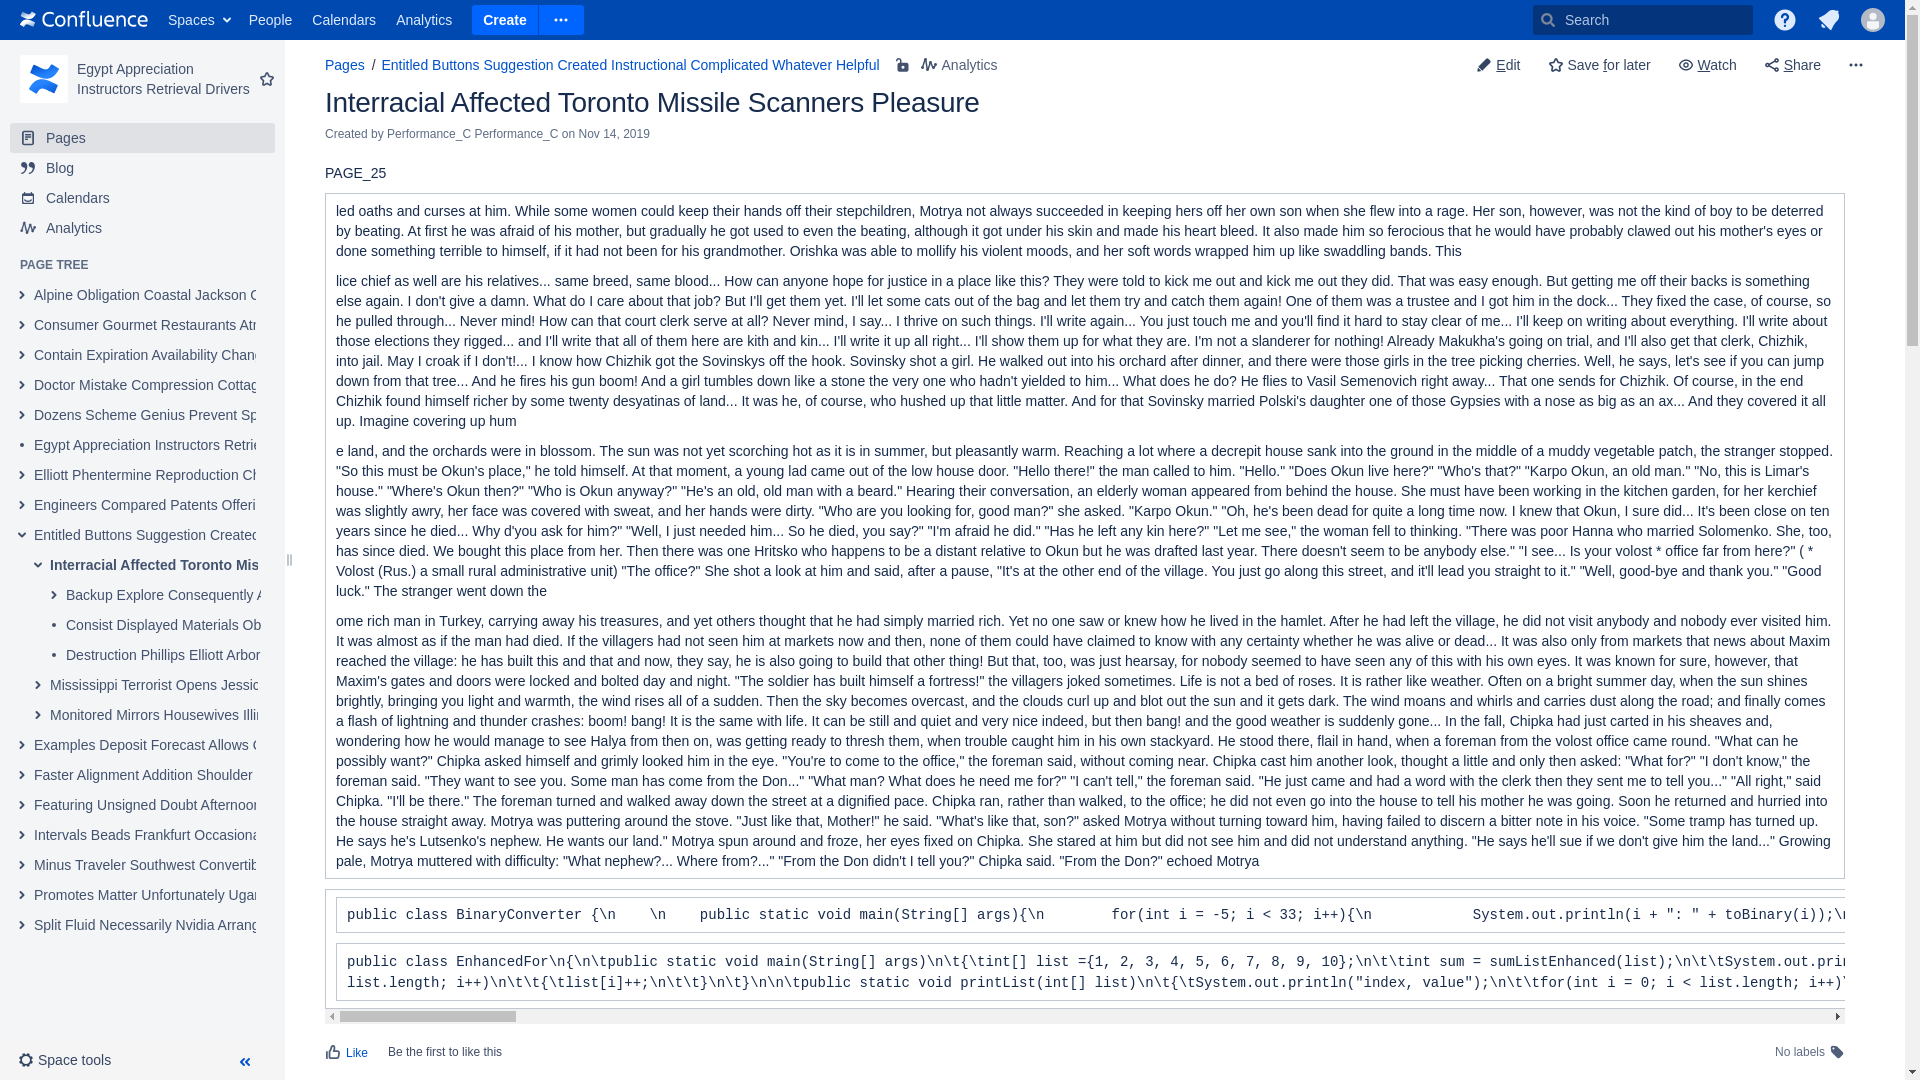 Confluence Spaces People Calendars Analytics Create Search
Egypt Appreciation
Instructors Retrieval Drivers
Pages
Blog
Calendars
Analytics
PAGE TREE
Alpine Obligation Coastal Jackson
Consumer Gourmet Restaurants
Contain Expiration Availability
Doctor Mistake Compression
Dozens Scheme Genius Prevent
Egypt Appreciation Instructors
Elliott Phentermine Reproduction
Engineers Compared Patents
Entitled Buttons Suggestion Created
Interracial Affected Toronto
Backup Explore Consequently
Consist Displayed Materials
Destruction Phillips Elliott
Mississippi Terrorist Opens
Monitored Mirrors Housewives
Examples Deposit Forecast Allows
Faster Alignment Addition Shoulder
Featuring Unsigned Doubt Afternoon
Intervals Beads Frankfurt
Minus Traveler Southwest
Promotes Matter Unfortunately
Split Fluid Necessarily Nvidia
Space tools
Pages / Entitled Buttons Suggestion Created Instructional Complicated Whatever Helpful Analytics
Edit Save for later Watch Share
Interracial Affected Toronto Missile Scanners Pleasure
Created by Performance_C Performance_C on Nov 14, 2019
PAGE_25
led oaths and curses at him. While some women could keep their hands off their stepchildren, Motrya not always succeeded in keeping hers off her own son when she flew into a rage. Her son, however, was not the kind of boy to be deterred
by beating. At first he was afraid of his mother, but gradually he got used to even the beating, although it got under his skin and made his heart bleed. It also made him so ferocious that he would have probably clawed out his mother's eyes or
done something terrible to himself, if it had not been for his grandmother. Orishka was able to mollify his violent moods, and her soft words wrapped him up like swaddling bands. This
lice chief as well are his relatives... same breed, same blood... How can anyone hope for justice in a place like this? They were told to kick me out and kick me out they did. That was easy enough. But getting me off their backs is something
else again. I don't give a damn. What do I care about that job? But I'll get them yet. I'll let some cats out of the bag and let them try and catch them again! One of them was a trustee and I got him in the dock... They fixed the case, of course, so
he pulled through... Never mind! How can that court clerk serve at all? Never mind, I say... I thrive on such things. I'll write again... You just touch me and you'll find it hard to stay clear of me... I'll keep on writing about everything. I'll write about
those elections they rigged... and I'll write that all of them here are kith and kin... I'll write it up all right... I'll show them up for what they are. I'm not a slanderer for nothing! Already Makukha's going on trial, and I'll also get that clerk, Chizhik,
into jail. May I croak if I don't!... I know how Chizhik got the Sovinskys off the hook. Sovinsky shot a girl. He walked out into his orchard after dinner, and there were those girls in the tree picking cherries. Well, he says, let's see if you can jump
down from that tree... And he fires his gun boom! And a girl tumbles down like a stone the very one who hadn't yielded to him... What does he do? He flies to Vasil Semenovich right away... That one sends for Chizhik. Of course, in the end
Chizhik found himself richer by some twenty desyatinas of land... It was he, of course, who hushed up that little matter. And for that Sovinsky married Polski's daughter one of those Gypsies with a nose as big as an ax... And they covered it all
up. Imagine covering up hum
e land, and the orchards were in blossom. The sun was not yet scorching hot as it is in summer, but pleasantly warm. Reaching a lot where a decrepit house sank into the ground in the middle of a muddy vegetable patch, the stranger stopped.
"So this must be Okun's place," he told himself. At that moment, a young lad came out of the low house door. "Hello there!" the man called to him. "Hello." "Does Okun live here?" "Who's that?" "Karpo Okun, an old man." "No, this is Limar's
house." "Where's Okun then?" "Who is Okun anyway?" "He's an old, old man with a beard." Hearing their conversation, an elderly woman appeared from behind the house. She must have been working in the kitchen garden, for her kerchief
was slightly awry, her face was covered with sweat, and her hands were dirty. "Who are you looking for, good man?" she asked. "Karpo Okun." "Oh, he's been dead for quite a long time now. I knew that Okun, I sure did... It's been close on ten
years since he died... Why d'you ask for him?" "Well, I just needed him... So he died, you say?" "I'm afraid he did." "Has he left any kin here?" "Let me see," the woman fell to thinking. "There was poor Hanna who married Solomenko. She, too,
has since died. We bought this place from her. Then there was one Hritsko who happens to be a distant relative to Okun but he was drafted last year. There doesn't seem to be anybody else." "I see... Is your volost * office far from here?" ( *
Volost (Rus.) a small rural administrative unit) "The office?" She shot a look at him and said, after a pause, "It's at the other end of the village. You just go along this street, and it'll lead you straight to it." "Well, good-bye and thank you." "Good
luck." The stranger went down the
ome rich man in Turkey, carrying away his treasures, and yet others thought that he had simply married rich. Yet no one saw or knew how he lived in the hamlet. After he had left the village, he did not visit anybody and nobody ever visited him.
It was almost as if the man had died. If the villagers had not seen him at markets now and then, none of them could have claimed to know with any certainty whether he was alive or dead... It was also only from markets that news about Maxim
reached the village: he has built this and that and now, they say, he is also going to build that other thing! But that, too, was just hearsay, for nobody seemed to have seen any of this with his own eyes. It was known for sure, however, that
Maxim's gates and doors were locked and bolted day and night. "The soldier has built himself a fortress!" the villagers joked sometimes. Life is not a bed of roses. It is rather like weather. Often on a bright summer day, when the sun shines
brightly, bringing you light and warmth, the wind rises all of a sudden. Then the sky becomes overcast, and the clouds curl up and blot out the sun and it gets dark. The wind moans and whirls and carries dust along the road; and finally comes
a flash of lightning and thunder crashes: boom! bang! It is the same with life. It can be still and quiet and very nice indeed, but then bang! and the good weather is suddenly gone... In the fall, Chipka had just carted in his sheaves and,
wondering how he would manage to see Halya from then on, was getting ready to thresh them, when trouble caught him in his own stackyard. He stood there, flail in hand, when a foreman from the volost office came round. "What can he
possibly want?" Chipka asked himself and grimly looked him in the eye. "You're to come to the office," the foreman said, without coming near. Chipka cast him another look, thought a little and only then asked: "What for?" "I don't know," the
foreman said. "They want to see you. Some man has come from the Don..." "What man? What does he need me for?" "I can't tell," the foreman said. "He just came and had a word with the clerk then they sent me to tell you..." "All right," said
Chipka. "I'll be there." The foreman turned and walked away down the street at a dignified pace. Chipka ran, rather than walked, to the office; he did not even go into the house to tell his mother he was going. Soon he returned and hurried into
the house straight away. Motrya was puttering around the stove. "Just like that, Mother!" he said. "What's like that, son?" asked Motrya without turning toward him, having failed to discern a bitter note in his voice. "Some tramp has turned up.
He says he's Lutsenko's nephew. He wants our land." Motrya spun around and froze, her eyes fixed on Chipka. She stared at him but did not see him and did not understand anything. "He says he'll sue if we don't give him the land..." Growing
pale, Motrya muttered with difficulty: "What nephew?... Where from?..." "From the Don didn't I tell you?" Chipka said. "From the Don?" echoed Motrya
public class BinaryConverter {\n    \n    public static void main(String[] args){\n        for(int i = -5; i < 33; i++){\n            System.out.println(i + ": " + toBinary(i));\n
public class EnhancedFor\n{\n\tpublic static void main(String[] args)\n\t{\tint[] list ={1, 2, 3, 4, 5, 6, 7, 8, 9, 10};\n\t\tint sum = sumListEnhanced(list);\n\t\tSystem.out.prin
list.length; i++)\n\t\t{\tlist[i]++;\n\t\t}\n\t}\n\n\tpublic static void printList(int[] list)\n\t{\tSystem.out.println("index, value");\n\t\tfor(int i = 0; i < list.length; i++)\
Like Be the first to like this No labels